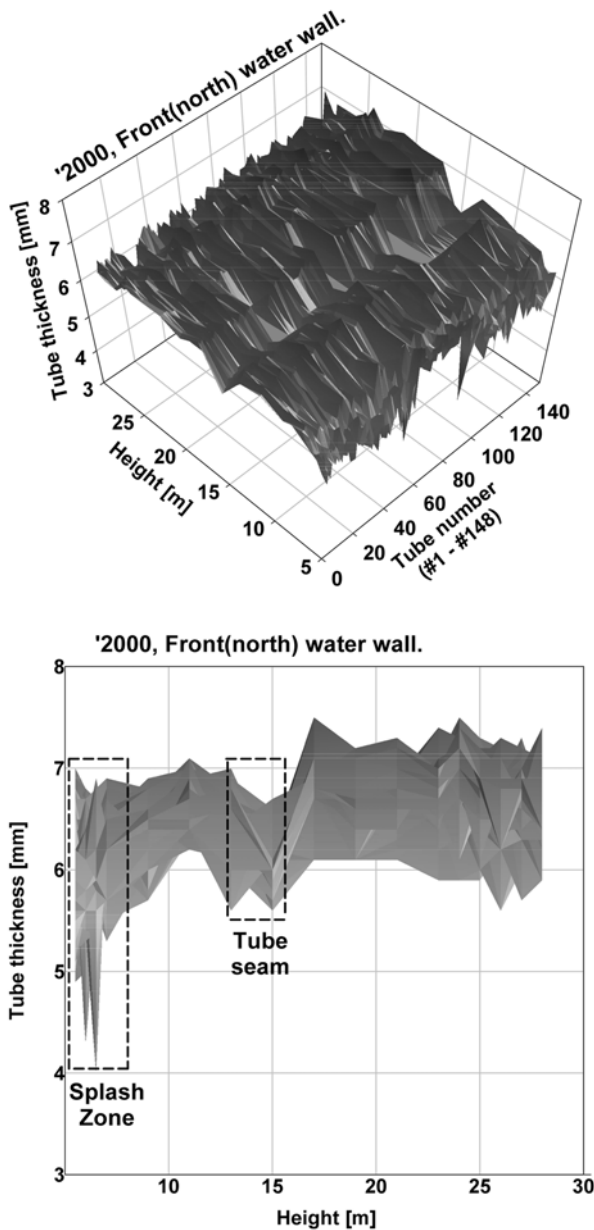 '2000, Front(north) water wall.
Tube thickness [mm]
8
7
6
5
4
3
25
20
15
10
5
Height [m]
0
20
40
60
80
100
120
140
Tube number
(#1 - #148)
'2000, Front(north) water wall.
Tube thickness [mm]
8
7
6
5
4
3
Tube
seam
Splash
Zone
10
15
20
25
30
Height [m]